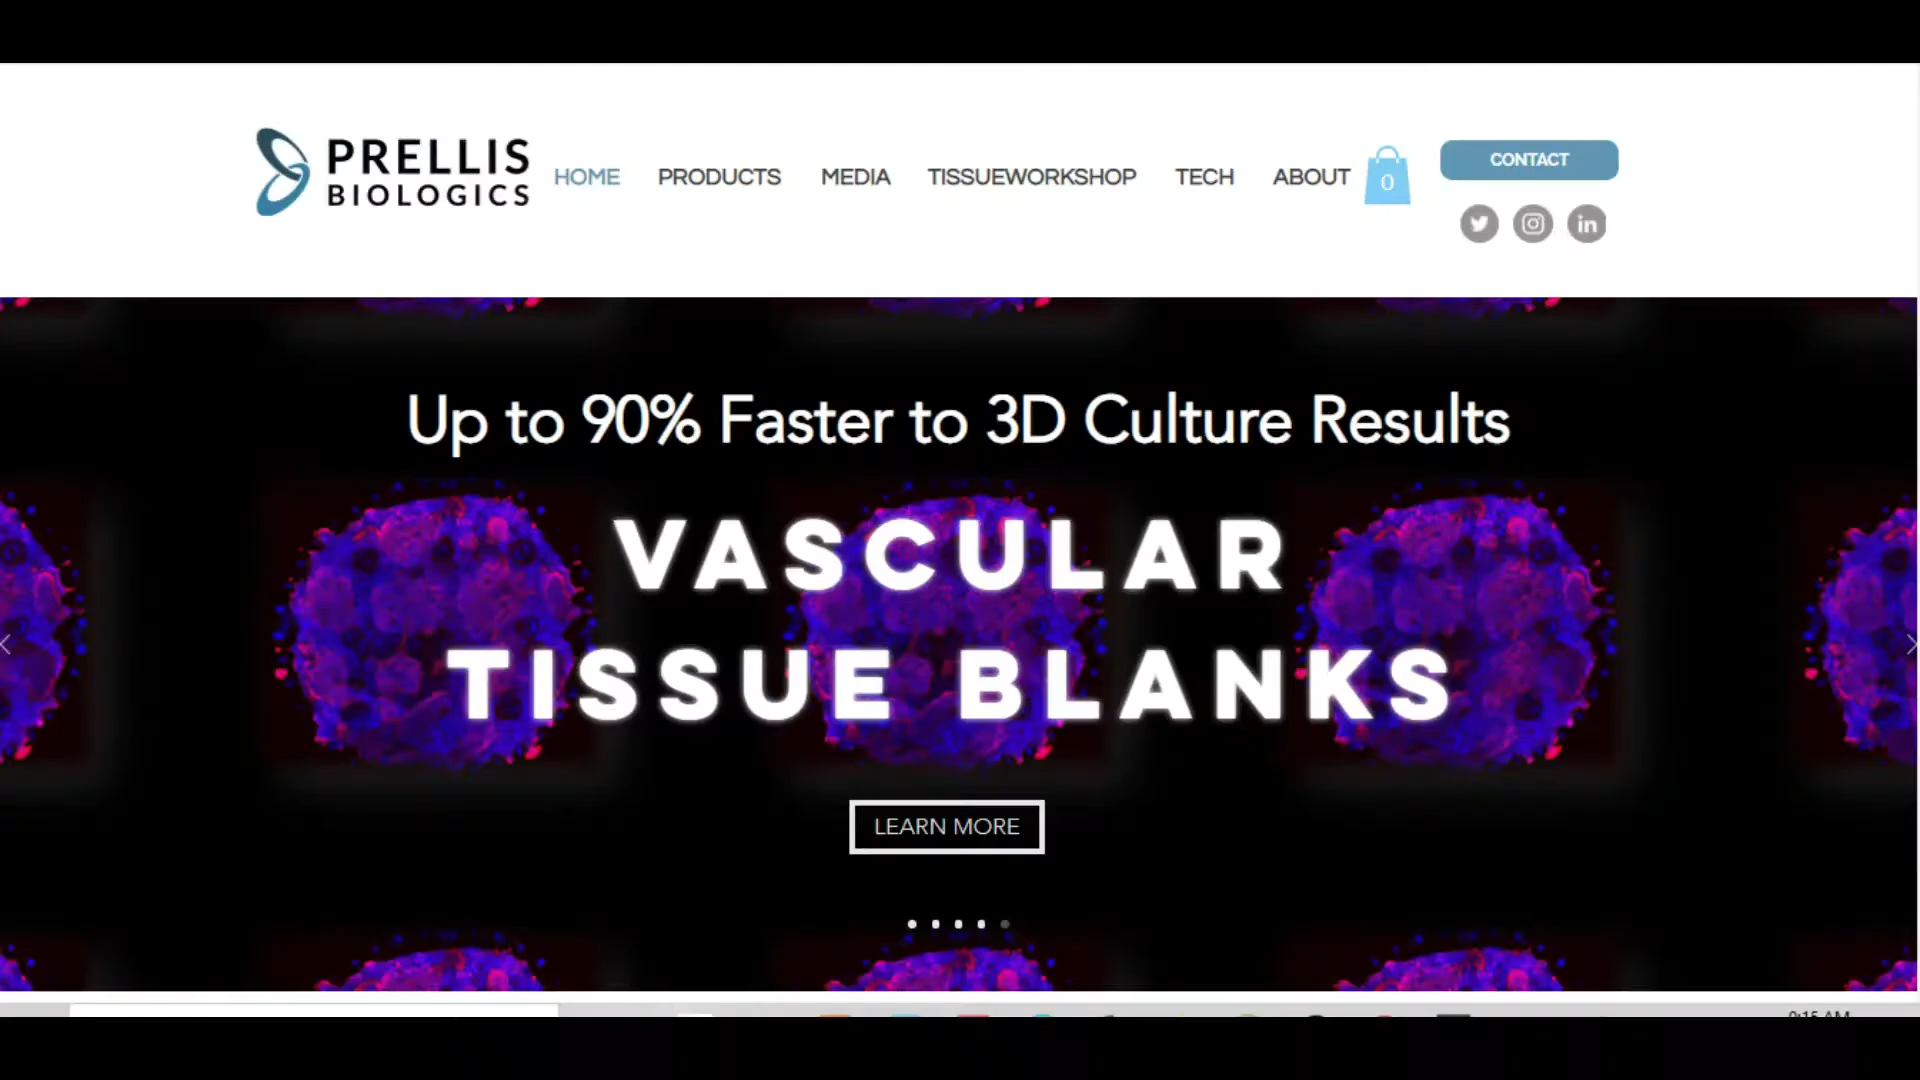 PRELLIS
BIOLOGICS
HOME PRODUCTS MEDIA TISSUEWORKSHOP TECH ABOUT 0
CONTACT
in
Up to 90% Faster to 3D Culture Results
VASCULAR
TISSUE BLANKS
LEARN MORE